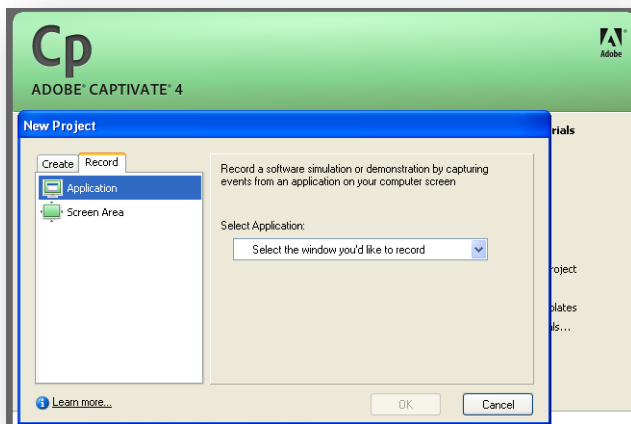 Cp
Adobe
ADOBE® CAPTIVATE® 4
New Project
rials
Create
Record
Application
Screen Area
Record a software simulation or demonstration by capturing
events from an application on your computer screen
Select Application:
Select the window you'd like to record
roject
plates
ls...
Learn more...
OK
Cancel